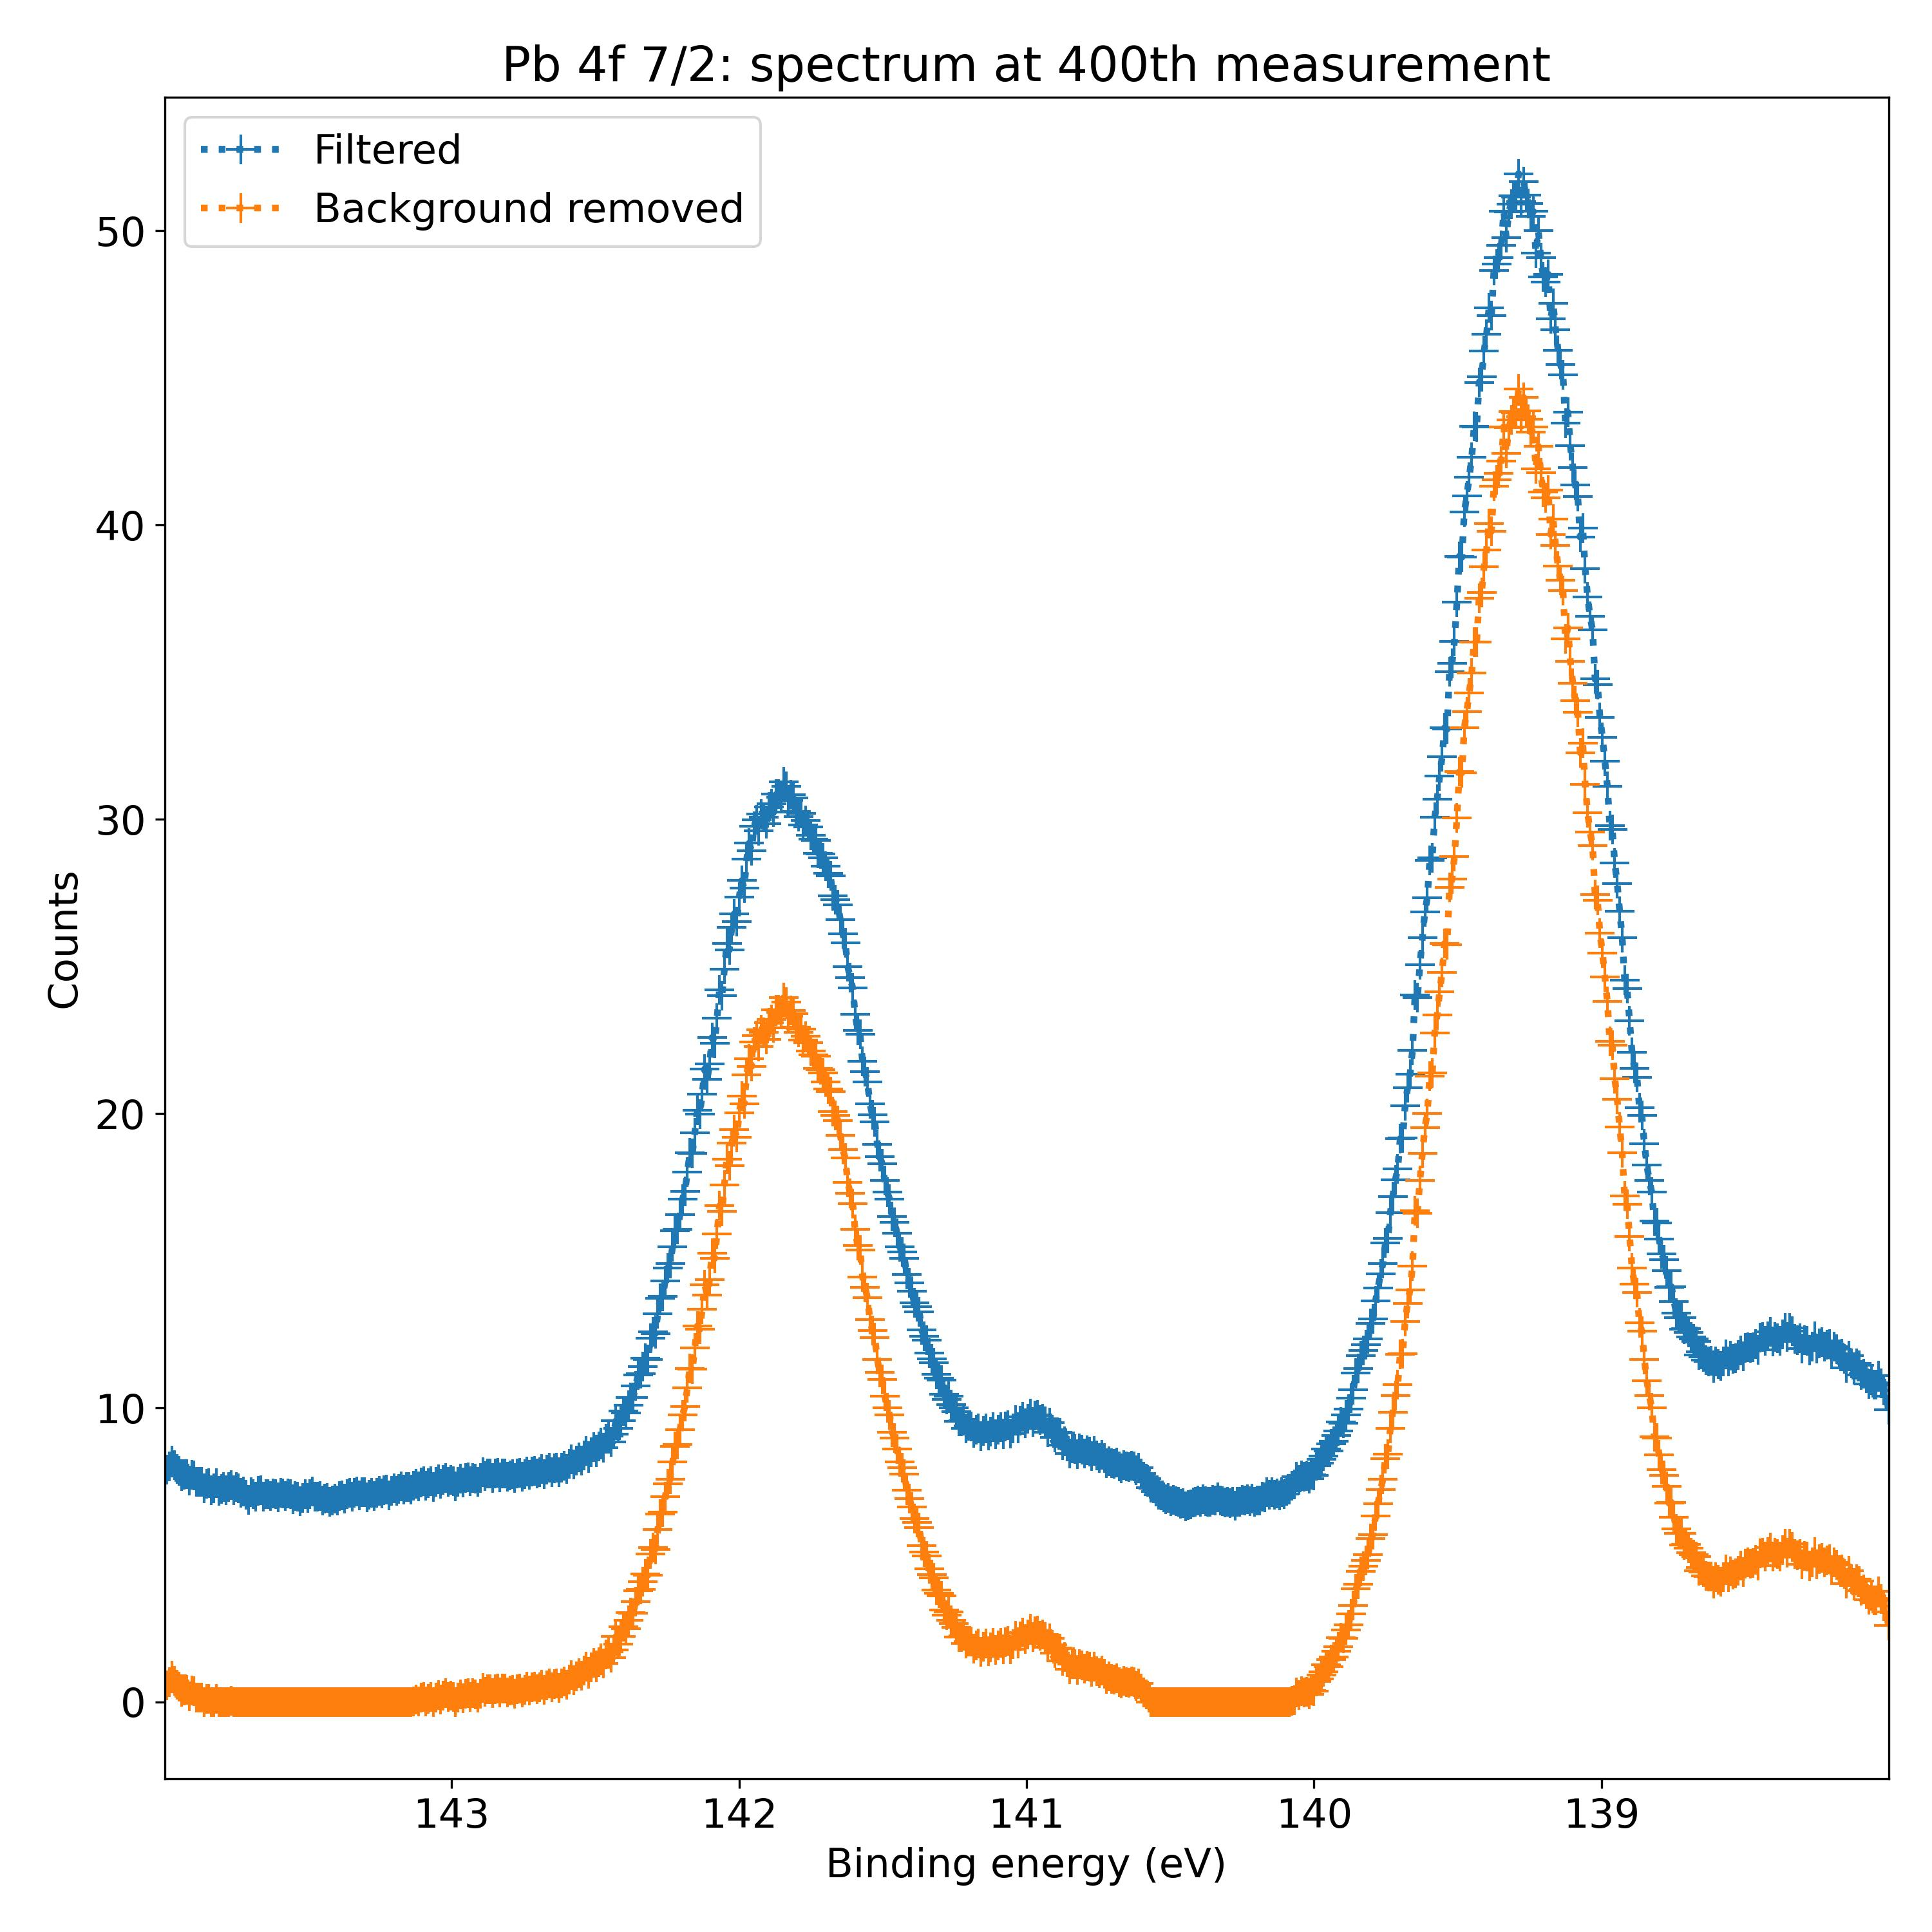 Pb 4f 7/2: spectrum at 400th measurement
Filtered
Background removed
50
40
30
20
10
0
Counts
143
142
141
140
139
Binding energy (eV)